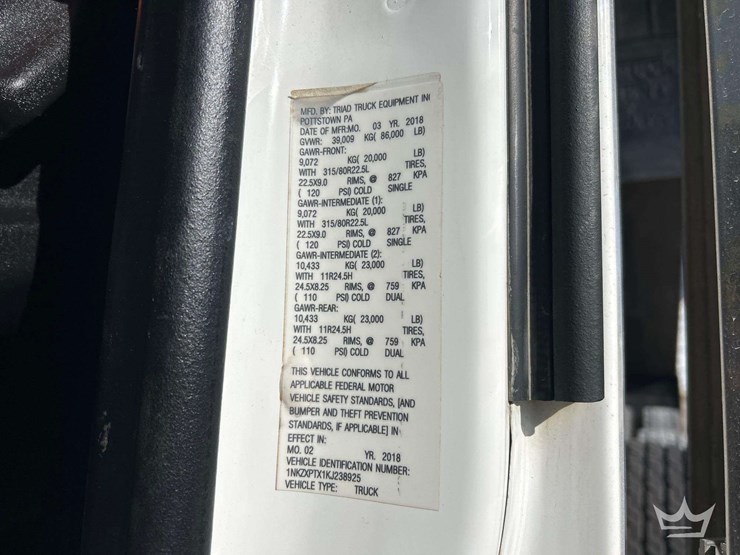 MFD. BY: TRIAD TRUCK EQUIPMENT IN
POTTSTOWN PA
DATE OF MFR:MO. 03 YR. 2018
GVWR: 39,009 KG( 86,000 LB)
GAWR-FRONT:
9,072 KG( 20,000 LB)
WITH 315/80R22.5L TIRES,
22.5X9.0 RIMS, @ 827 KPA
( 120 PSI) COLD SINGLE
GAWR-INTERMEDIATE (1):
9,072 KG( 20,000 LB)
WITH 315/80R22.5L TIRES,
22.5X9.0 RIMS, @ 827 KPA
( 120 PSI) COLD SINGLE
GAWR-INTERMEDIATE (2):
10,433 KG( 23,000 LB)
WITH 11R24.5H TIRES,
24.5X8.25 RIMS, @ 759 KPA
( 110 PSI) COLD DUAL
GAWR-REAR:
10,433 KG( 23,000 LB)
WITH 11R24.5H TIRES,
24.5X8.25 RIMS, @ 759 KPA
( 110 PSI) COLD DUAL
THIS VEHICLE CONFORMS TO ALL
APPLICABLE FEDERAL MOTOR
VEHICLE SAFETY STANDARDS, [AND
BUMPER AND THEFT PREVENTION
STANDARDS, IF APPLICABLE] IN
EFFECT IN:
MO. 02 YR. 2018
VEHICLE IDENTIFICATION NUMBER:
1NKZXPTX1KJ238925
VEHICLE TYPE: TRUCK